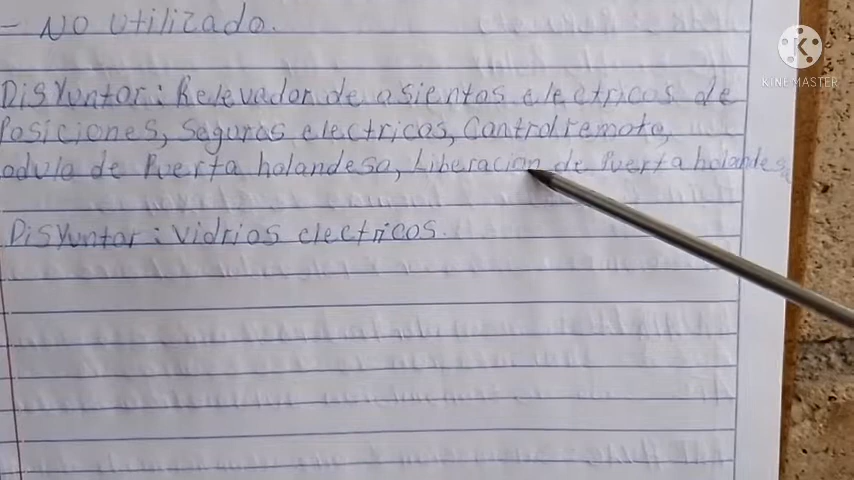 - No Utilizado.
KINEMASTER
DisYuntor: Relevador de asientos electricos de
Posiciones, Seguros electricos, Control remoto,
odulo de Puerta holandesa, Liberacion de Puerta holandesa
DisYuntor: Vidrios electricos.